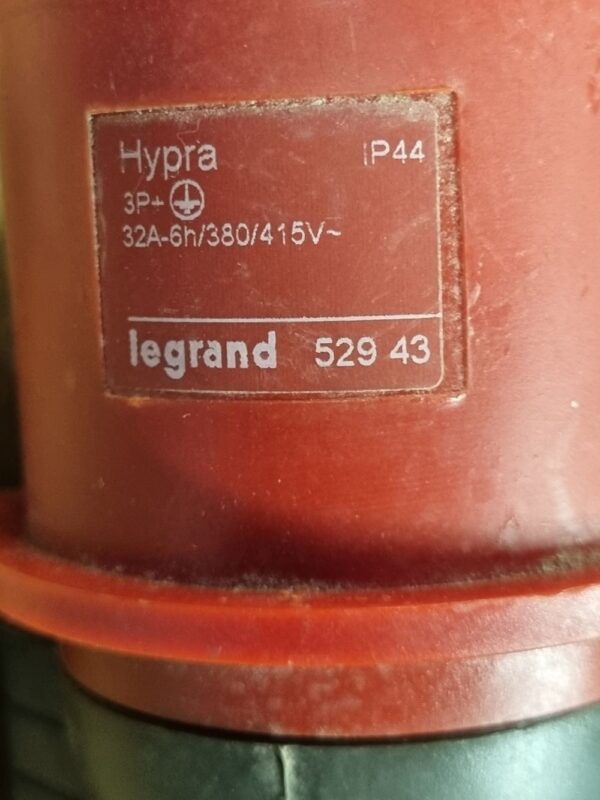 Hypra IP44
3P+⏚
32A-6h/380/415V~
legrand 529 43